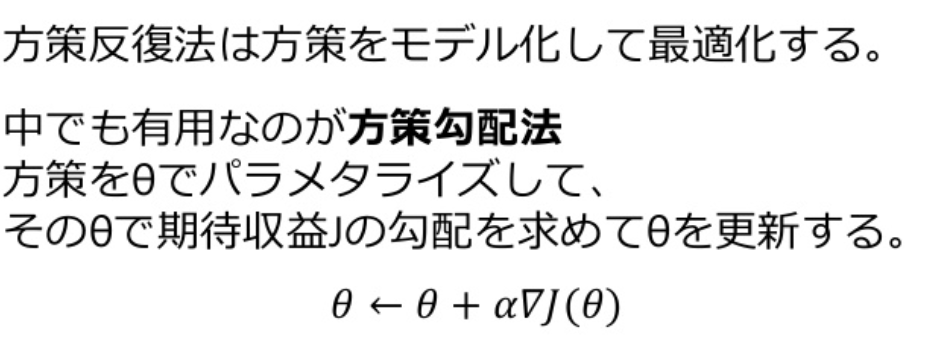 方策反復法は方策をモデル化して最適化する。
中でも有用なのが方策勾配法
方策をθでパラメタライズして、
そのθで期待収益Jの勾配を求めてθを更新する。
θ ← θ + α∇J(θ)